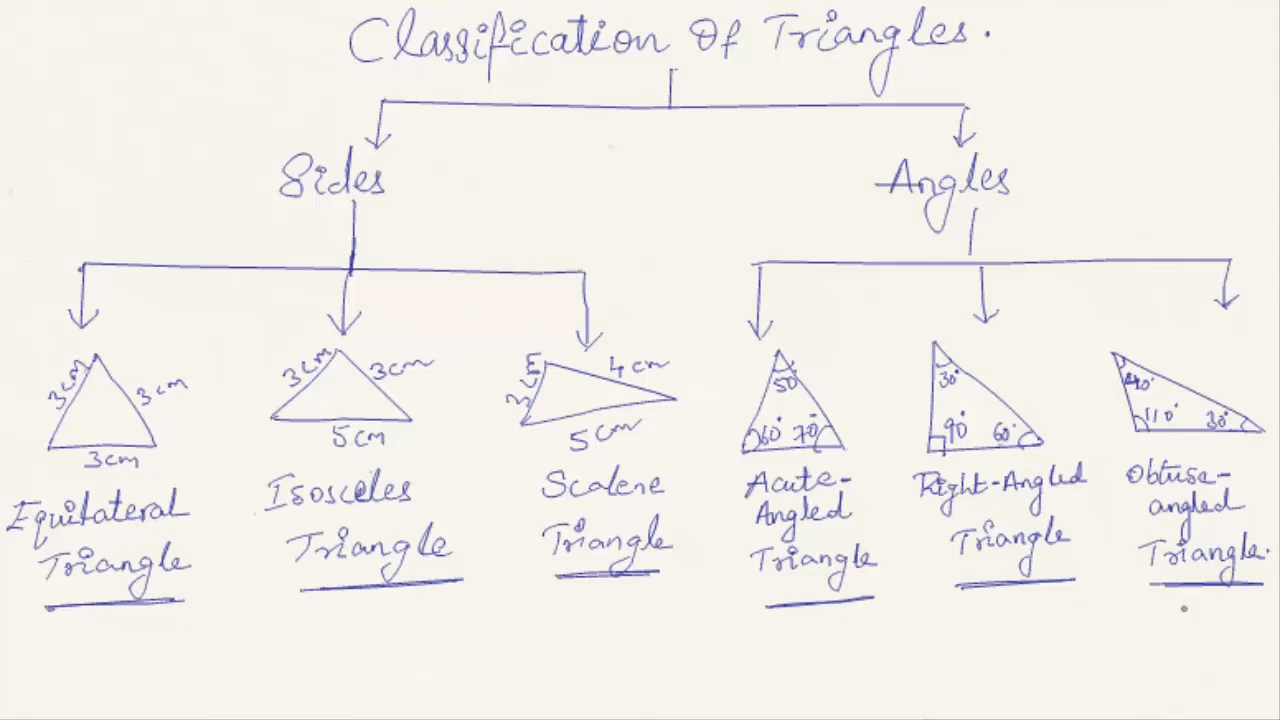 Classification Of Triangles.
Sides
Angles
3cm
3cm
3cm
Equilateral
Triangle
3cm
3cm
5cm
Isosceles
Triangle
4cm
5cm
Scalene
Triangle
50°
60° 70°
Acute-
Angled
Triangle
30°
90° 60°
Right-Angled
Triangle
40°
110° 30°
Obtuse-
angled
Triangle.